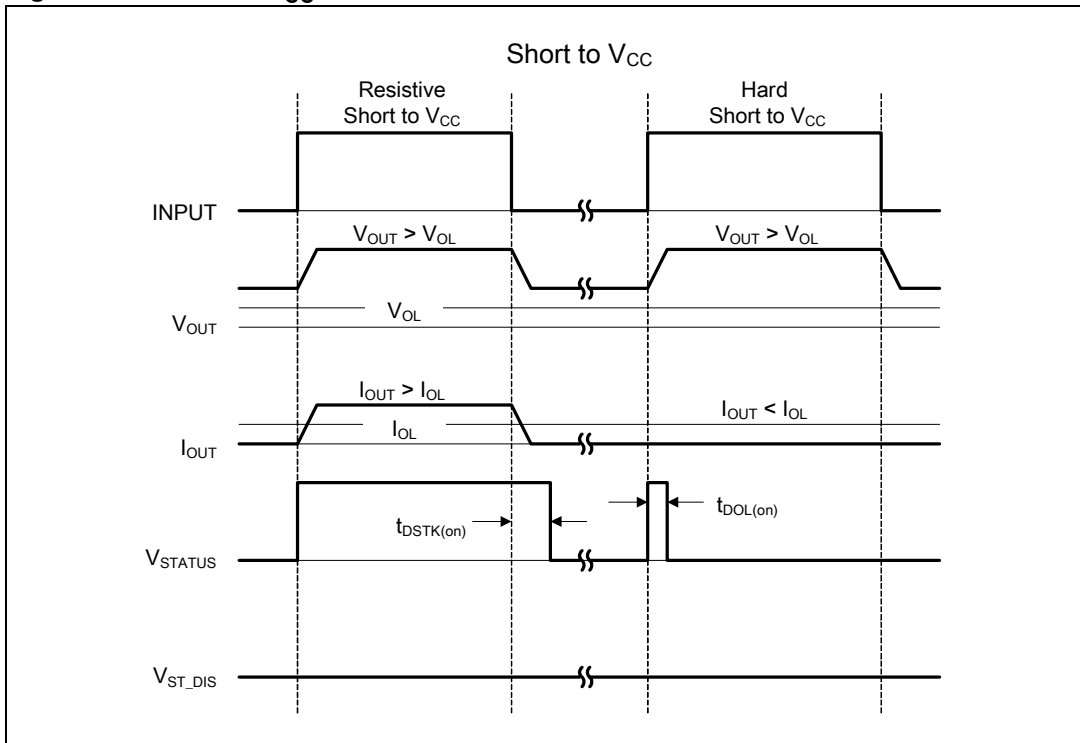 Short to VCC
Resistive
Short to VCC
Hard
Short to VCC
INPUT
VOUT > VOL
VOUT > VOL
VOL
VOUT
IOUT > IOL
IOUT < IOL
IOL
IOUT
tDSTK(on)
tDOL(on)
VSTATUS
VST_DIS